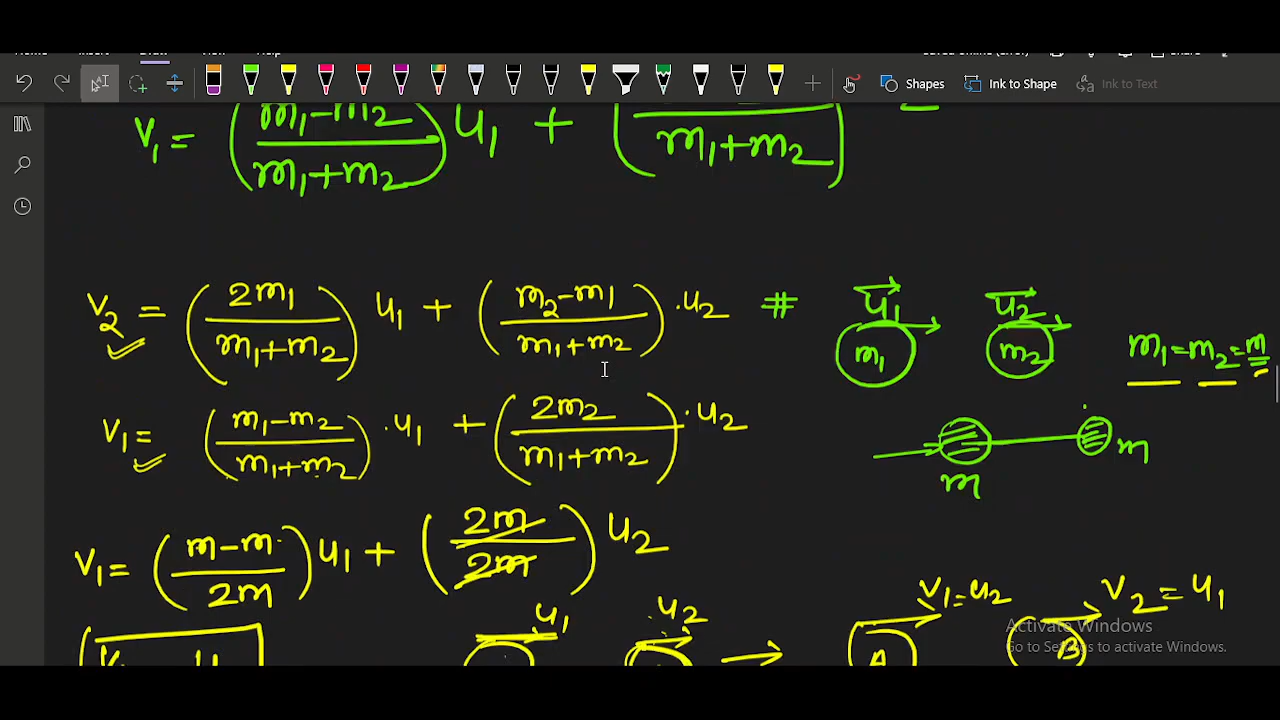 Shapes Ink to Shape Ink to Text
V₁ = (m₁-m₂ / m₁+m₂) u₁ + ( / m₁+m₂)
V₂ = (2m₁ / m₁+m₂) u₁ + (m₂-m₁ / m₁+m₂) .u₂ #
u₁ u₂
m₁ m₂ m₁=m₂=m
V₁= (m₁-m₂ / m₁+m₂) .u₁ + (2m₂ / m₁+m₂) .u₂
m m
V₁= (m-m / 2m) u₁ + (2m / 2m) u₂
u₁ u₂ V₁=u₂ V₂=u₁
A B
Activate Windows
Go to Settings to activate Windows.